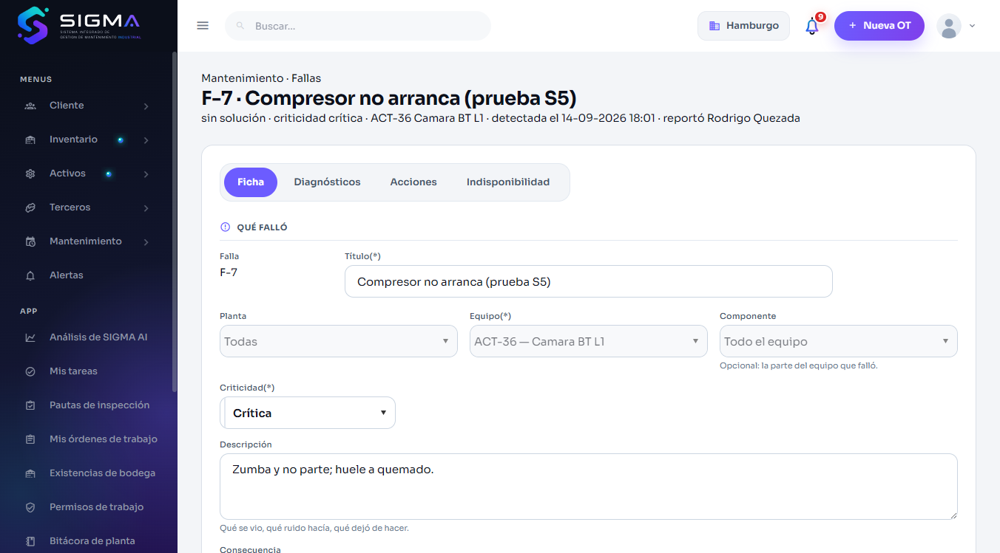 SIGMA
SISTEMA INTEGRADO DE
GESTION DE MANTENIMIENTO INDUSTRIAL
Buscar...
Hamburgo
9
+ Nueva OT
MENUS
Cliente
Inventario
Activos
Terceros
Mantenimiento
Alertas
APP
Análisis de SIGMA AI
Mis tareas
Pautas de inspección
Mis órdenes de trabajo
Existencias de bodega
Permisos de trabajo
Bitácora de planta
Mantenimiento · Fallas
F-7 · Compresor no arranca (prueba S5)
sin solución · criticidad crítica · ACT-36 Camara BT L1 · detectada el 14-09-2026 18:01 · reportó Rodrigo Quezada
Ficha Diagnósticos Acciones Indisponibilidad
QUÉ FALLÓ
Falla Título(*)
F-7 Compresor no arranca (prueba S5)
Planta Equipo(*) Componente
Todas ACT-36 — Camara BT L1 Todo el equipo
Opcional: la parte del equipo que falló.
Criticidad(*)
Crítica
Descripción
Zumba y no parte; huele a quemado.
Qué se vio, qué ruido hacía, qué dejó de hacer.
Consecuencia